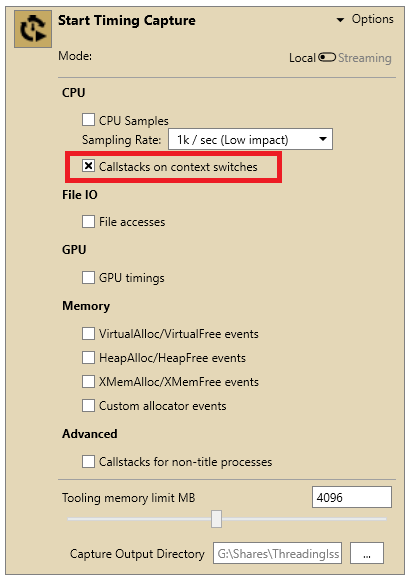 Start Timing Capture
Options
Mode:
Local Streaming
CPU
CPU Samples
Sampling Rate: 1k / sec (Low impact)
Callstacks on context switches
File IO
File accesses
GPU
GPU timings
Memory
VirtualAlloc/VirtualFree events
HeapAlloc/HeapFree events
XMemAlloc/XMemFree events
Custom allocator events
Advanced
Callstacks for non-title processes
Tooling memory limit MB 4096
Capture Output Directory G:\Shares\ThreadingIss ...